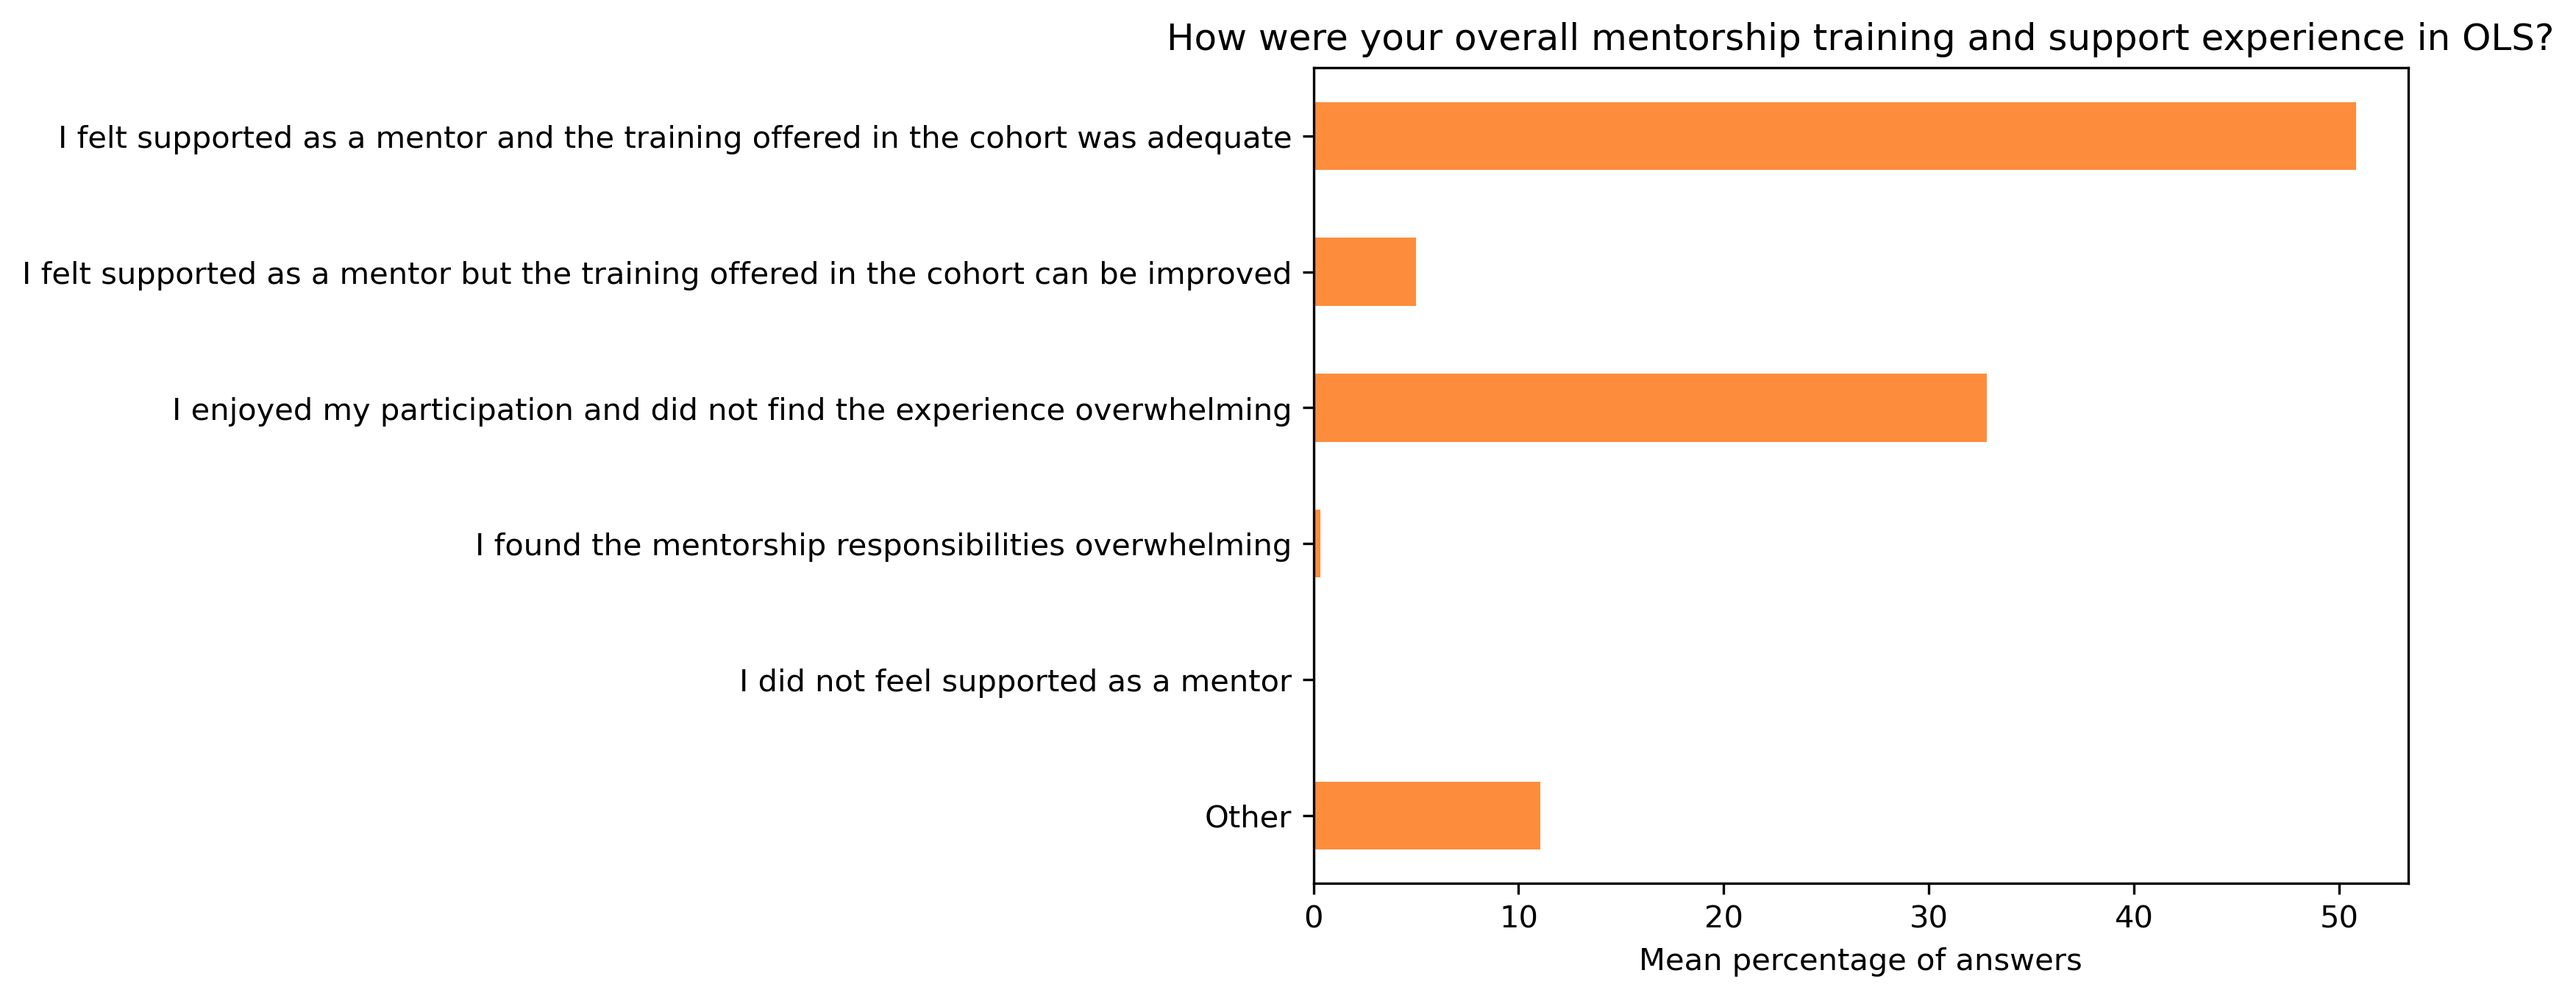 How were your overall mentorship training and support experience in OLS?
I felt supported as a mentor and the training offered in the cohort was adequate
I felt supported as a mentor but the training offered in the cohort can be improved
I enjoyed my participation and did not find the experience overwhelming
I found the mentorship responsibilities overwhelming
I did not feel supported as a mentor
Other
0 10 20 30 40 50
Mean percentage of answers